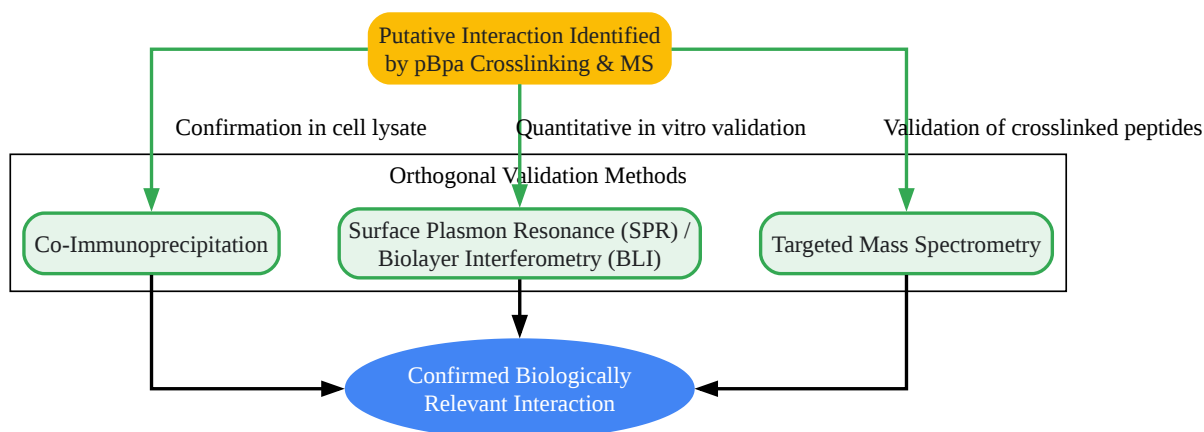 Putative Interaction Identified
by pBpa Crosslinking & MS
Confirmation in cell lysate
Quantitative in vitro validation
Validation of crosslinked peptides
Orthogonal Validation Methods
Co-Immunoprecipitation
Surface Plasmon Resonance (SPR) /
Biolayer Interferometry (BLI)
Targeted Mass Spectrometry
Confirmed Biologically
Relevant Interaction